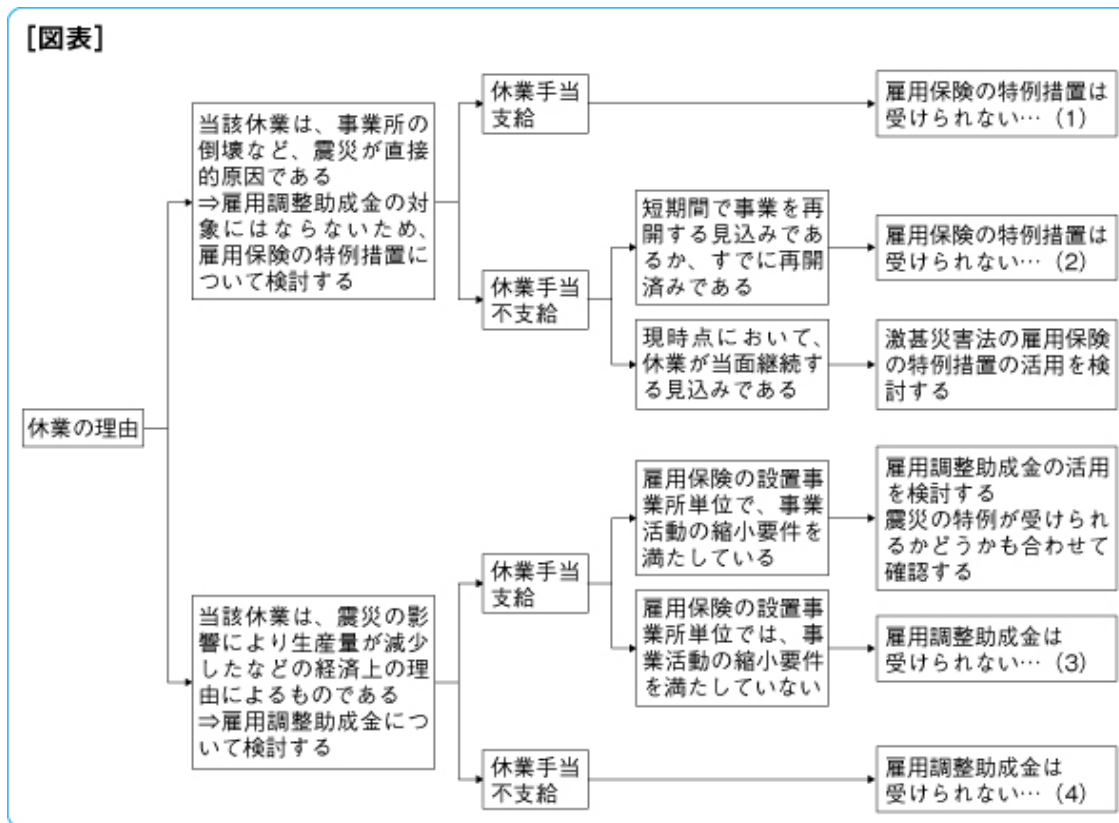 [図表]
休業の理由
当該休業は、事業所の
倒壊など、震災が直接
的原因である
⇒雇用調整助成金の対
象にはならないため、
雇用保険の特例措置に
ついて検討する
休業手当
支給
雇用保険の特例措置は
受けられない…（1）
休業手当
不支給
短期間で事業を再
開する見込みであ
るか、すでに再開
済みである
雇用保険の特例措置は
受けられない…（2）
現時点において、
休業が当面継続す
る見込みである
激甚災害法の雇用保険
の特例措置の活用を検
討する
当該休業は、震災の影
響により生産量が減少
したなどの経済上の理
由によるものである
⇒雇用調整助成金につ
いて検討する
休業手当
支給
雇用保険の設置事
業所単位で、事業
活動の縮小要件を
満たしている
雇用調整助成金の活用
を検討する
震災の特例が受けられ
るかどうかも合わせて
確認する
雇用保険の設置事
業所単位では、事
業活動の縮小要件
を満たしていない
雇用調整助成金は
受けられない…（3）
休業手当
不支給
雇用調整助成金は
受けられない…（4）